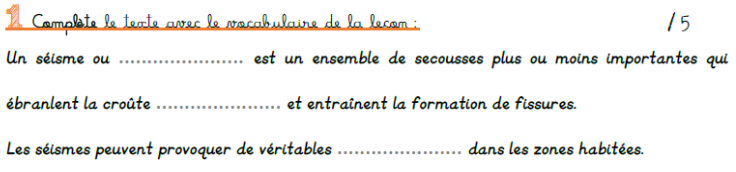 1 Complète le texte avec le vocabulaire de la leçon : /5
Un séisme ou ........................ est un ensemble de secousses plus ou moins importantes qui
ébranlent la croûte ........................ et entraînent la formation de fissures.
Les séismes peuvent provoquer de véritables ........................ dans les zones habitées.